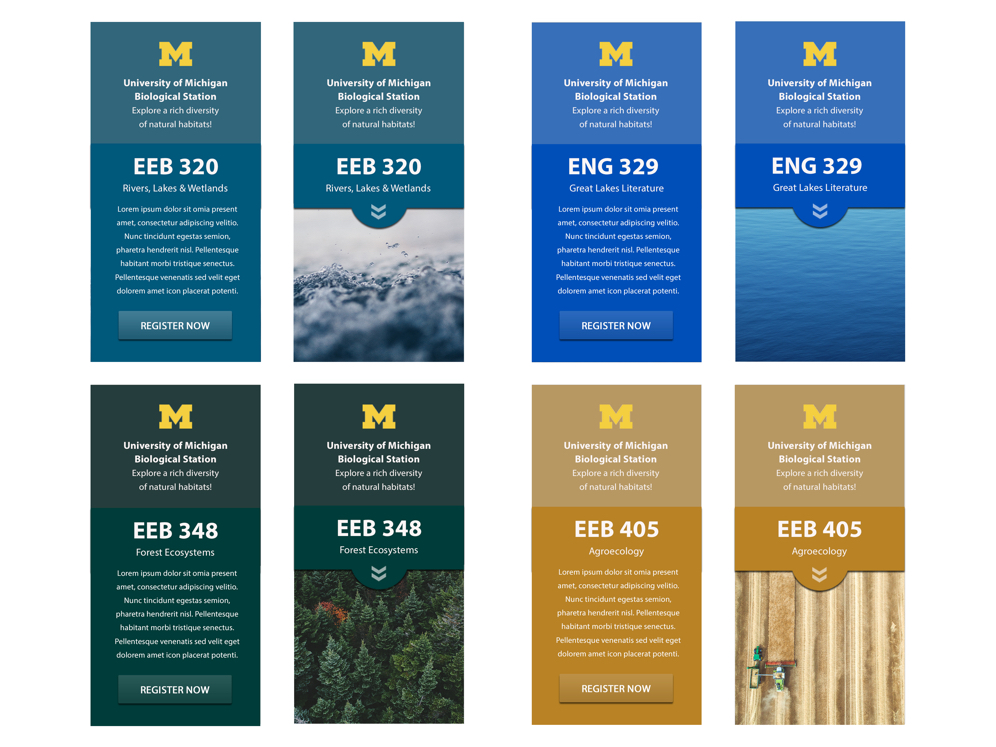 M
University of Michigan
Biological Station
Explore a rich diversity
of natural habitats!
EEB 320
Rivers, Lakes & Wetlands
Lorem ipsum dolor sit omia present
amet, consectetur adipiscing velitio.
Nunc tincidunt egestas semion,
pharetra hendrerit nisl. Pellentesque
habitant morbi tristique senectus.
Pellentesque venenatis sed velit eget
dolorem amet icon placerat potenti.
REGISTER NOW
M
University of Michigan
Biological Station
Explore a rich diversity
of natural habitats!
EEB 320
Rivers, Lakes & Wetlands
M
University of Michigan
Biological Station
Explore a rich diversity
of natural habitats!
ENG 329
Great Lakes Literature
Lorem ipsum dolor sit omia present
amet, consectetur adipiscing velitio.
Nunc tincidunt egestas semion,
pharetra hendrerit nisl. Pellentesque
habitant morbi tristique senectus.
Pellentesque venenatis sed velit eget
dolorem amet icon placerat potenti.
REGISTER NOW
M
University of Michigan
Biological Station
Explore a rich diversity
of natural habitats!
ENG 329
Great Lakes Literature
M
University of Michigan
Biological Station
Explore a rich diversity
of natural habitats!
EEB 348
Forest Ecosystems
Lorem ipsum dolor sit omia present
amet, consectetur adipiscing velitio.
Nunc tincidunt egestas semion,
pharetra hendrerit nisl. Pellentesque
habitant morbi tristique senectus.
Pellentesque venenatis sed velit eget
dolorem amet icon placerat potenti.
REGISTER NOW
M
University of Michigan
Biological Station
Explore a rich diversity
of natural habitats!
EEB 348
Forest Ecosystems
M
University of Michigan
Biological Station
Explore a rich diversity
of natural habitats!
EEB 405
Agroecology
Lorem ipsum dolor sit omia present
amet, consectetur adipiscing velitio.
Nunc tincidunt egestas semion,
pharetra hendrerit nisl. Pellentesque
habitant morbi tristique senectus.
Pellentesque venenatis sed velit eget
dolorem amet icon placerat potenti.
REGISTER NOW
M
University of Michigan
Biological Station
Explore a rich diversity
of natural habitats!
EEB 405
Agroecology